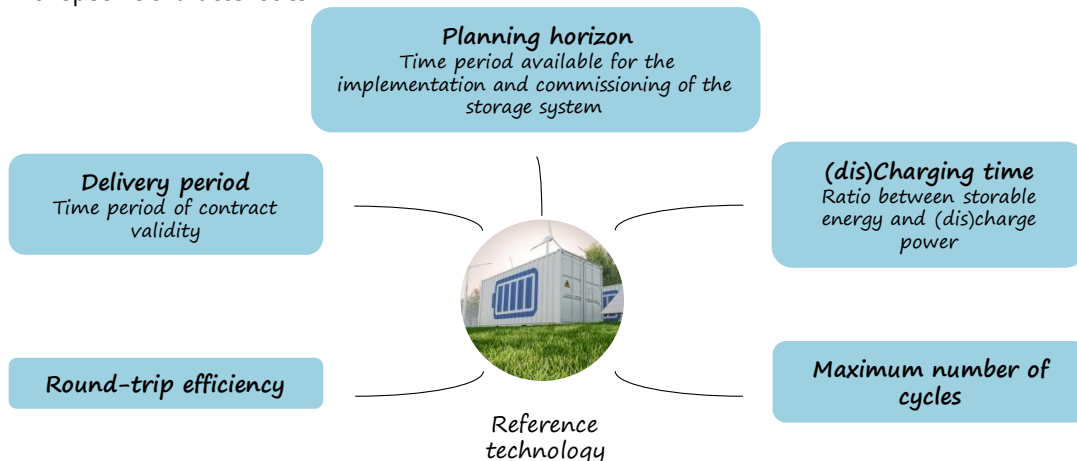 Planning horizon
Time period available for the
implementation and commissioning of the
storage system
Delivery period
Time period of contract
validity
(dis)Charging time
Ratio between storable
energy and (dis)charge
power
Round-trip efficiency
Maximum number of
cycles
Reference
technology